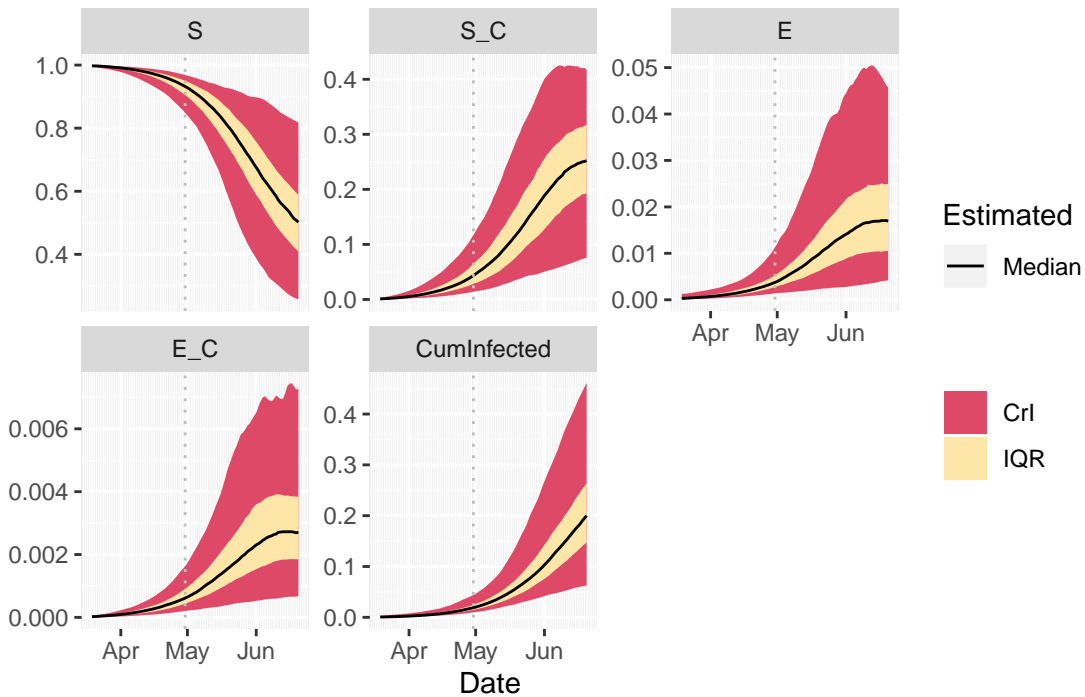 S
S_C
E
1.0
0.8
0.6
0.4
0.4
0.3
0.2
0.1
0.0
0.05
0.04
0.03
0.02
0.01
0.00
Apr May Jun
E_C
CumInfected
0.006
0.004
0.002
0.000
Apr May Jun
0.4
0.3
0.2
0.1
0.0
Apr May Jun
Date
Estimated
Median
CrI
IQR